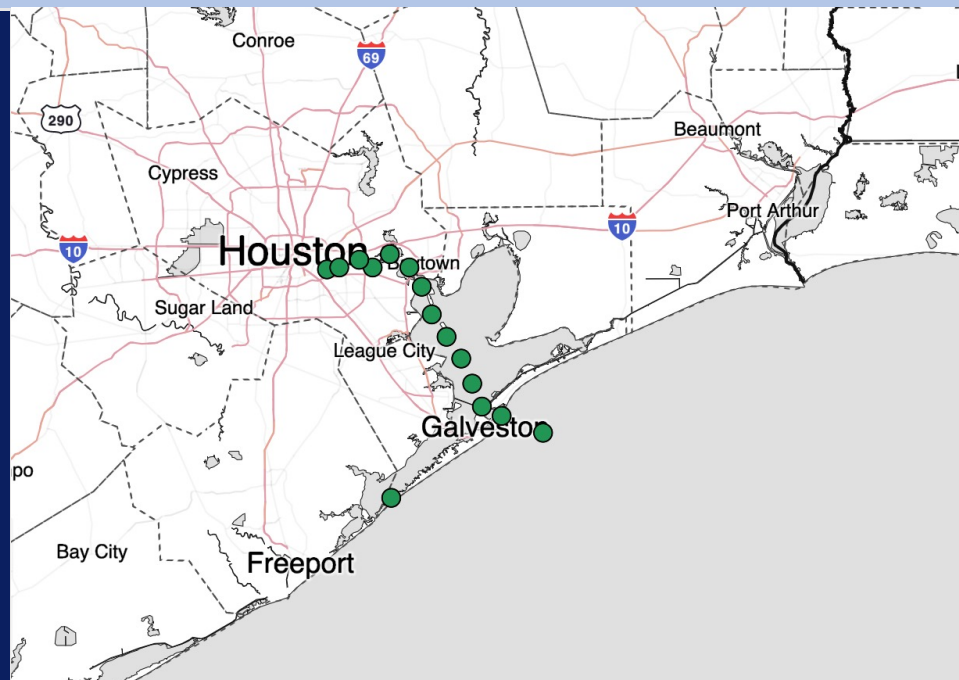 Conroe
69
290
Beaumont
Cypress
Port Arthur
10
10
Houston
Sugar Land
League City
Galveston
po
Bay City
Freeport